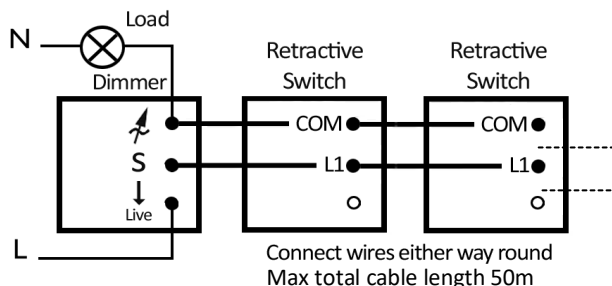 N
Load
Dimmer
Retractive
Switch
Retractive
Switch
COM
COM
S
L1
L1
Live
L
Connect wires either way round
Max total cable length 50m